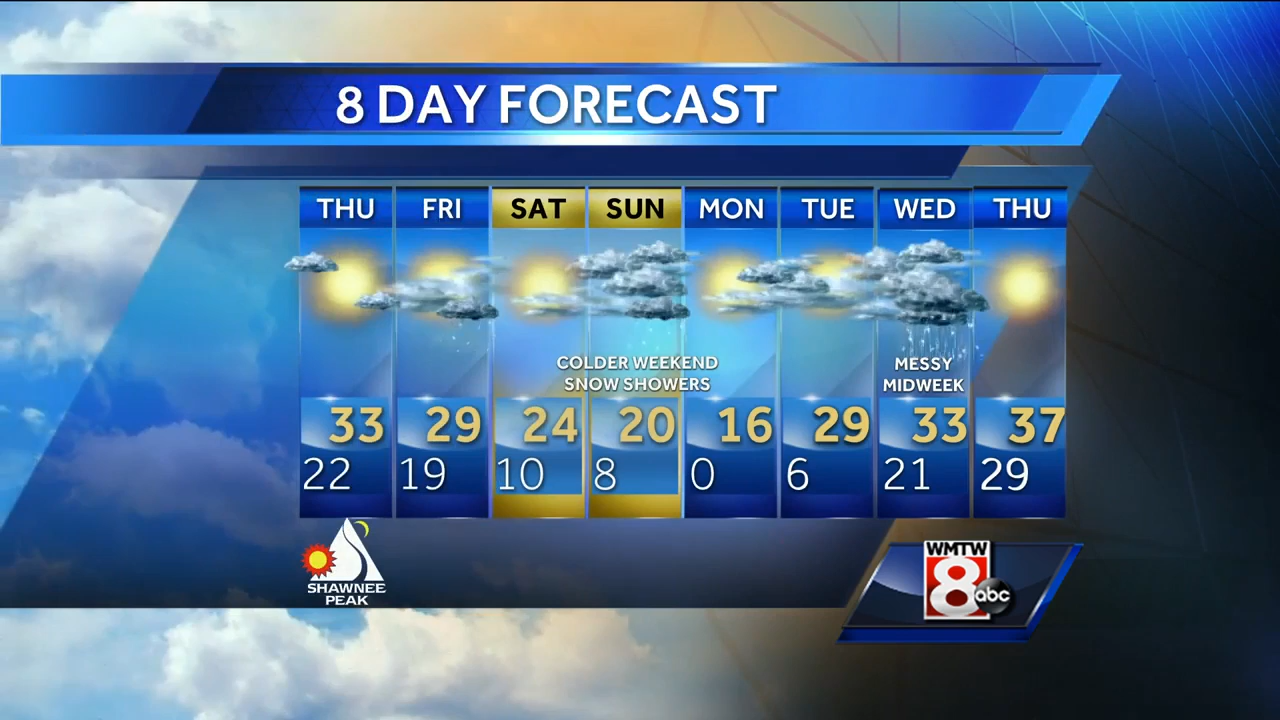 8 DAY FORECAST
THU FRI SAT SUN MON TUE WED THU
COLDER WEEKEND
SNOW SHOWERS
MESSY
MIDWEEK
33 29 24 20 16 29 33 37
22 19 10 8 0 6 21 29
SHAWNEE
PEAK
WMTW
8
abc